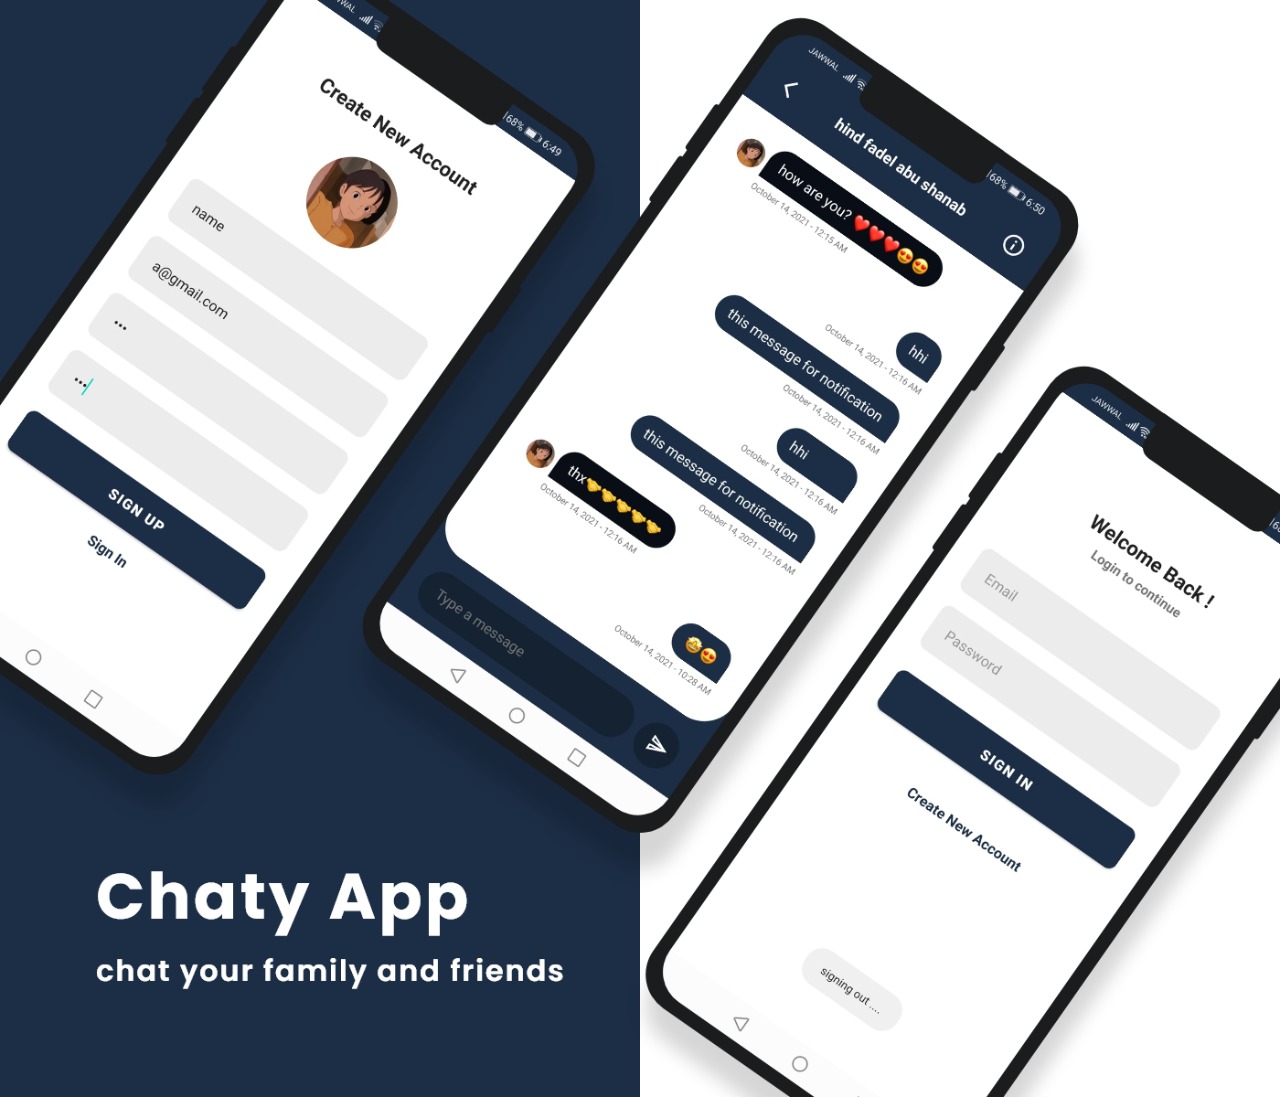 JAWWAL
68% 6:49
Create New Account
name
a@gmail.com
•••
•••
SIGN UP
Sign In
JAWWAL
68% 6:50
hind fadel abu shanab
how are you? ❤️❤️❤️😍😍
October 14, 2021 - 12:15 AM
hhi
October 14, 2021 - 12:16 AM
this message for notification
October 14, 2021 - 12:16 AM
hhi
October 14, 2021 - 12:16 AM
this message for notification
October 14, 2021 - 12:16 AM
thx🤝🤝🤝🤝🤝
October 14, 2021 - 12:16 AM
🤩😍
October 14, 2021 - 10:28 AM
Type a message
JAWWAL
Welcome Back !
Login to continue
Email
Password
SIGN IN
Create New Account
signing out ....
Chaty App
chat your family and friends